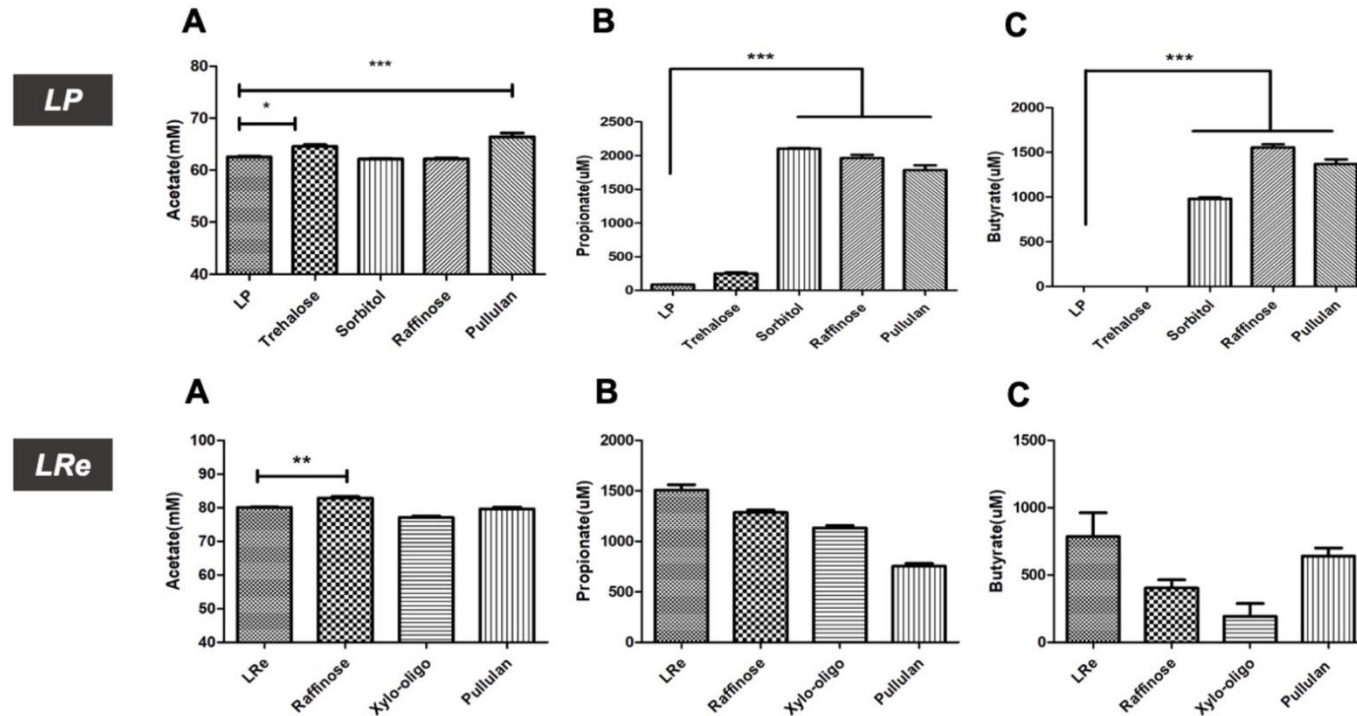 LP
A
Acetate(mM)
80
70
60
50
40
***
*
LP
Trehalose
Sorbitol
Raffinose
Pullulan
B
Propionate(uM)
2500
2000
1500
1000
500
0
***
LP
Trehalose
Sorbitol
Raffinose
Pullulan
C
Butyrate(uM)
2000
1500
1000
500
0
***
LP
Trehalose
Sorbitol
Raffinose
Pullulan
LRe
A
Acetate(mM)
100
90
80
70
60
50
40
**
LRe
Raffinose
Xylo-oligo
Pullulan
B
Propionate(uM)
2000
1500
1000
500
0
LRe
Raffinose
Xylo-oligo
Pullulan
C
Butyrate(uM)
1500
1000
500
0
LRe
Raffinose
Xylo-oligo
Pullulan